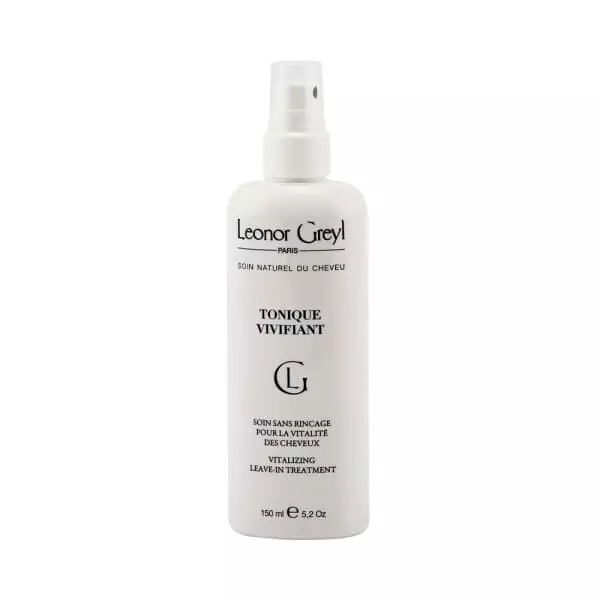 Leonor Greyl
PARIS
SOIN NATUREL DU CHEVEU
TONIQUE
VIVIFIANT
LG
SOIN SANS RINCAGE
POUR LA VITALITÉ
DES CHEVEUX
VITALIZING
LEAVE-IN TREATMENT
150 ml ℮ 5,2 Oz